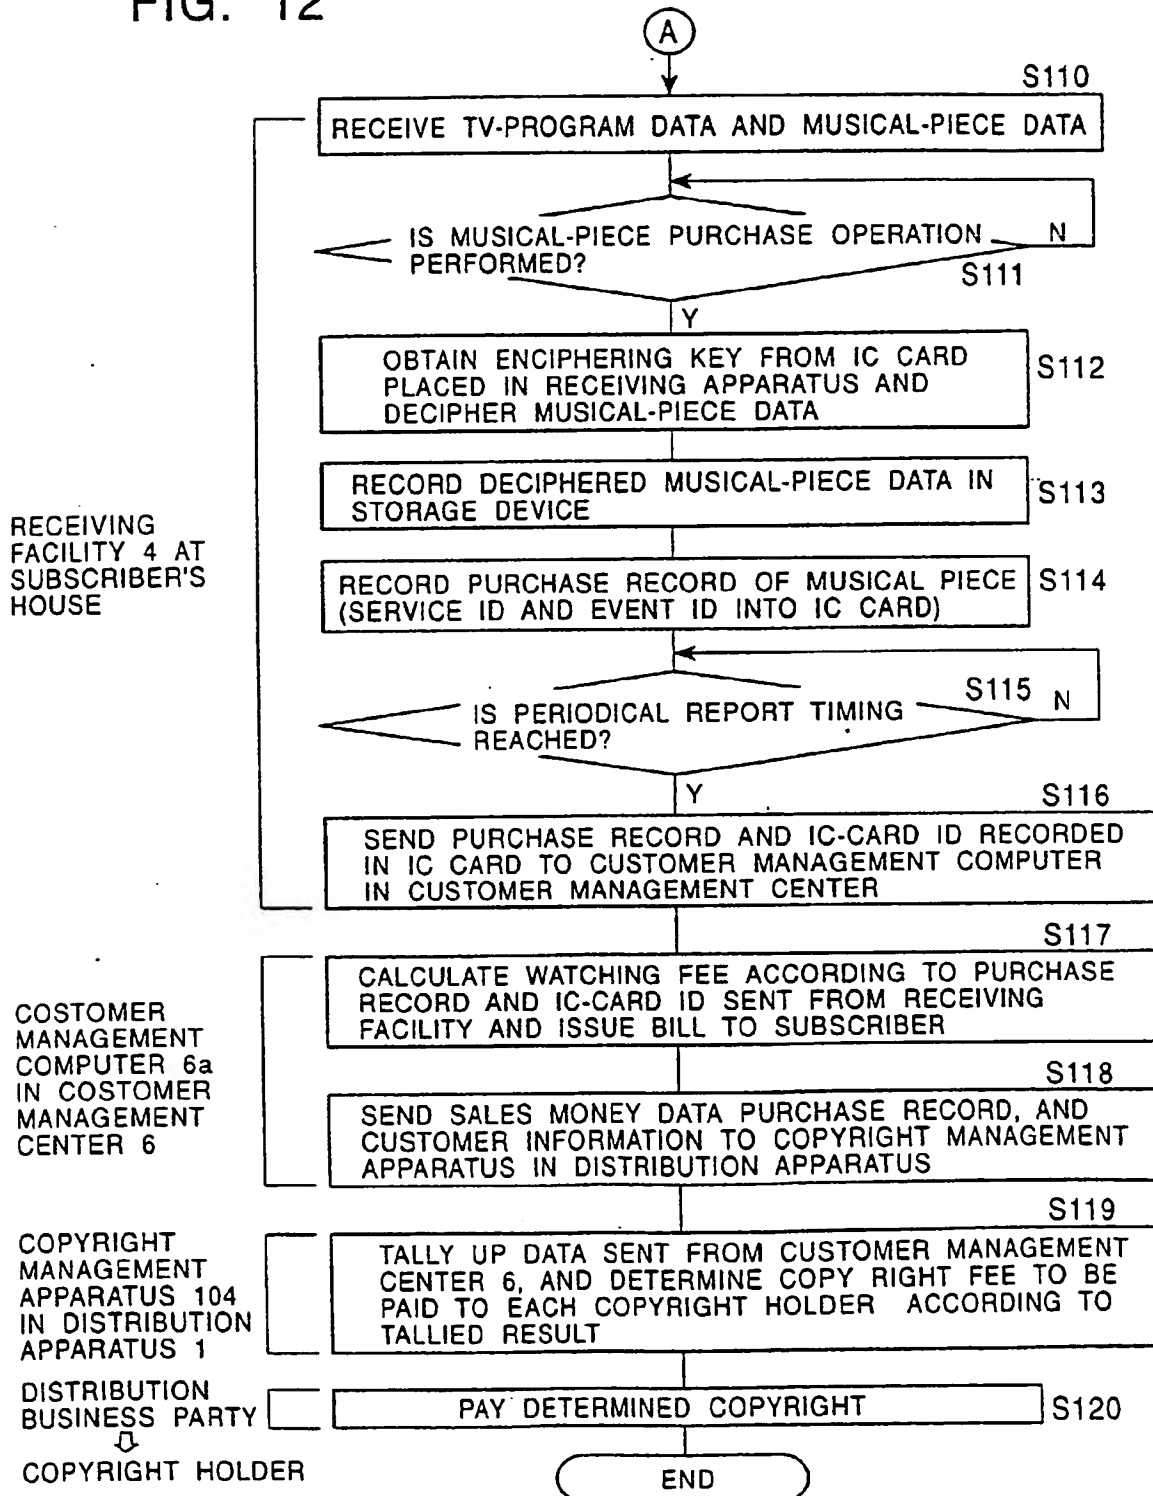 FIG. 12
A
S110
RECEIVE TV-PROGRAM DATA AND MUSICAL-PIECE DATA
IS MUSICAL-PIECE PURCHASE OPERATION
PERFORMED?
N
S111
Y
OBTAIN ENCIPHERING KEY FROM IC CARD
PLACED IN RECEIVING APPARATUS AND
DECIPHER MUSICAL-PIECE DATA
S112
RECORD DECIPHERED MUSICAL-PIECE DATA IN
STORAGE DEVICE
S113
RECEIVING
FACILITY 4 AT
SUBSCRIBER'S
HOUSE
RECORD PURCHASE RECORD OF MUSICAL PIECE
(SERVICE ID AND EVENT ID INTO IC CARD)
S114
S115
N
IS PERIODICAL REPORT TIMING
REACHED?
Y
S116
SEND PURCHASE RECORD AND IC-CARD ID RECORDED
IN IC CARD TO CUSTOMER MANAGEMENT COMPUTER
IN CUSTOMER MANAGEMENT CENTER
S117
CALCULATE WATCHING FEE ACCORDING TO PURCHASE
RECORD AND IC-CARD ID SENT FROM RECEIVING
FACILITY AND ISSUE BILL TO SUBSCRIBER
COSTOMER
MANAGEMENT
COMPUTER 6a
IN COSTOMER
MANAGEMENT
CENTER 6
S118
SEND SALES MONEY DATA PURCHASE RECORD, AND
CUSTOMER INFORMATION TO COPYRIGHT MANAGEMENT
APPARATUS IN DISTRIBUTION APPARATUS
S119
COPYRIGHT
MANAGEMENT
APPARATUS 104
IN DISTRIBUTION
APPARATUS 1
TALLY UP DATA SENT FROM CUSTOMER MANAGEMENT
CENTER 6, AND DETERMINE COPY RIGHT FEE TO BE
PAID TO EACH COPYRIGHT HOLDER ACCORDING TO
TALLIED RESULT
DISTRIBUTION
BUSINESS PARTY
PAY DETERMINED COPYRIGHT
S120
COPYRIGHT HOLDER
END